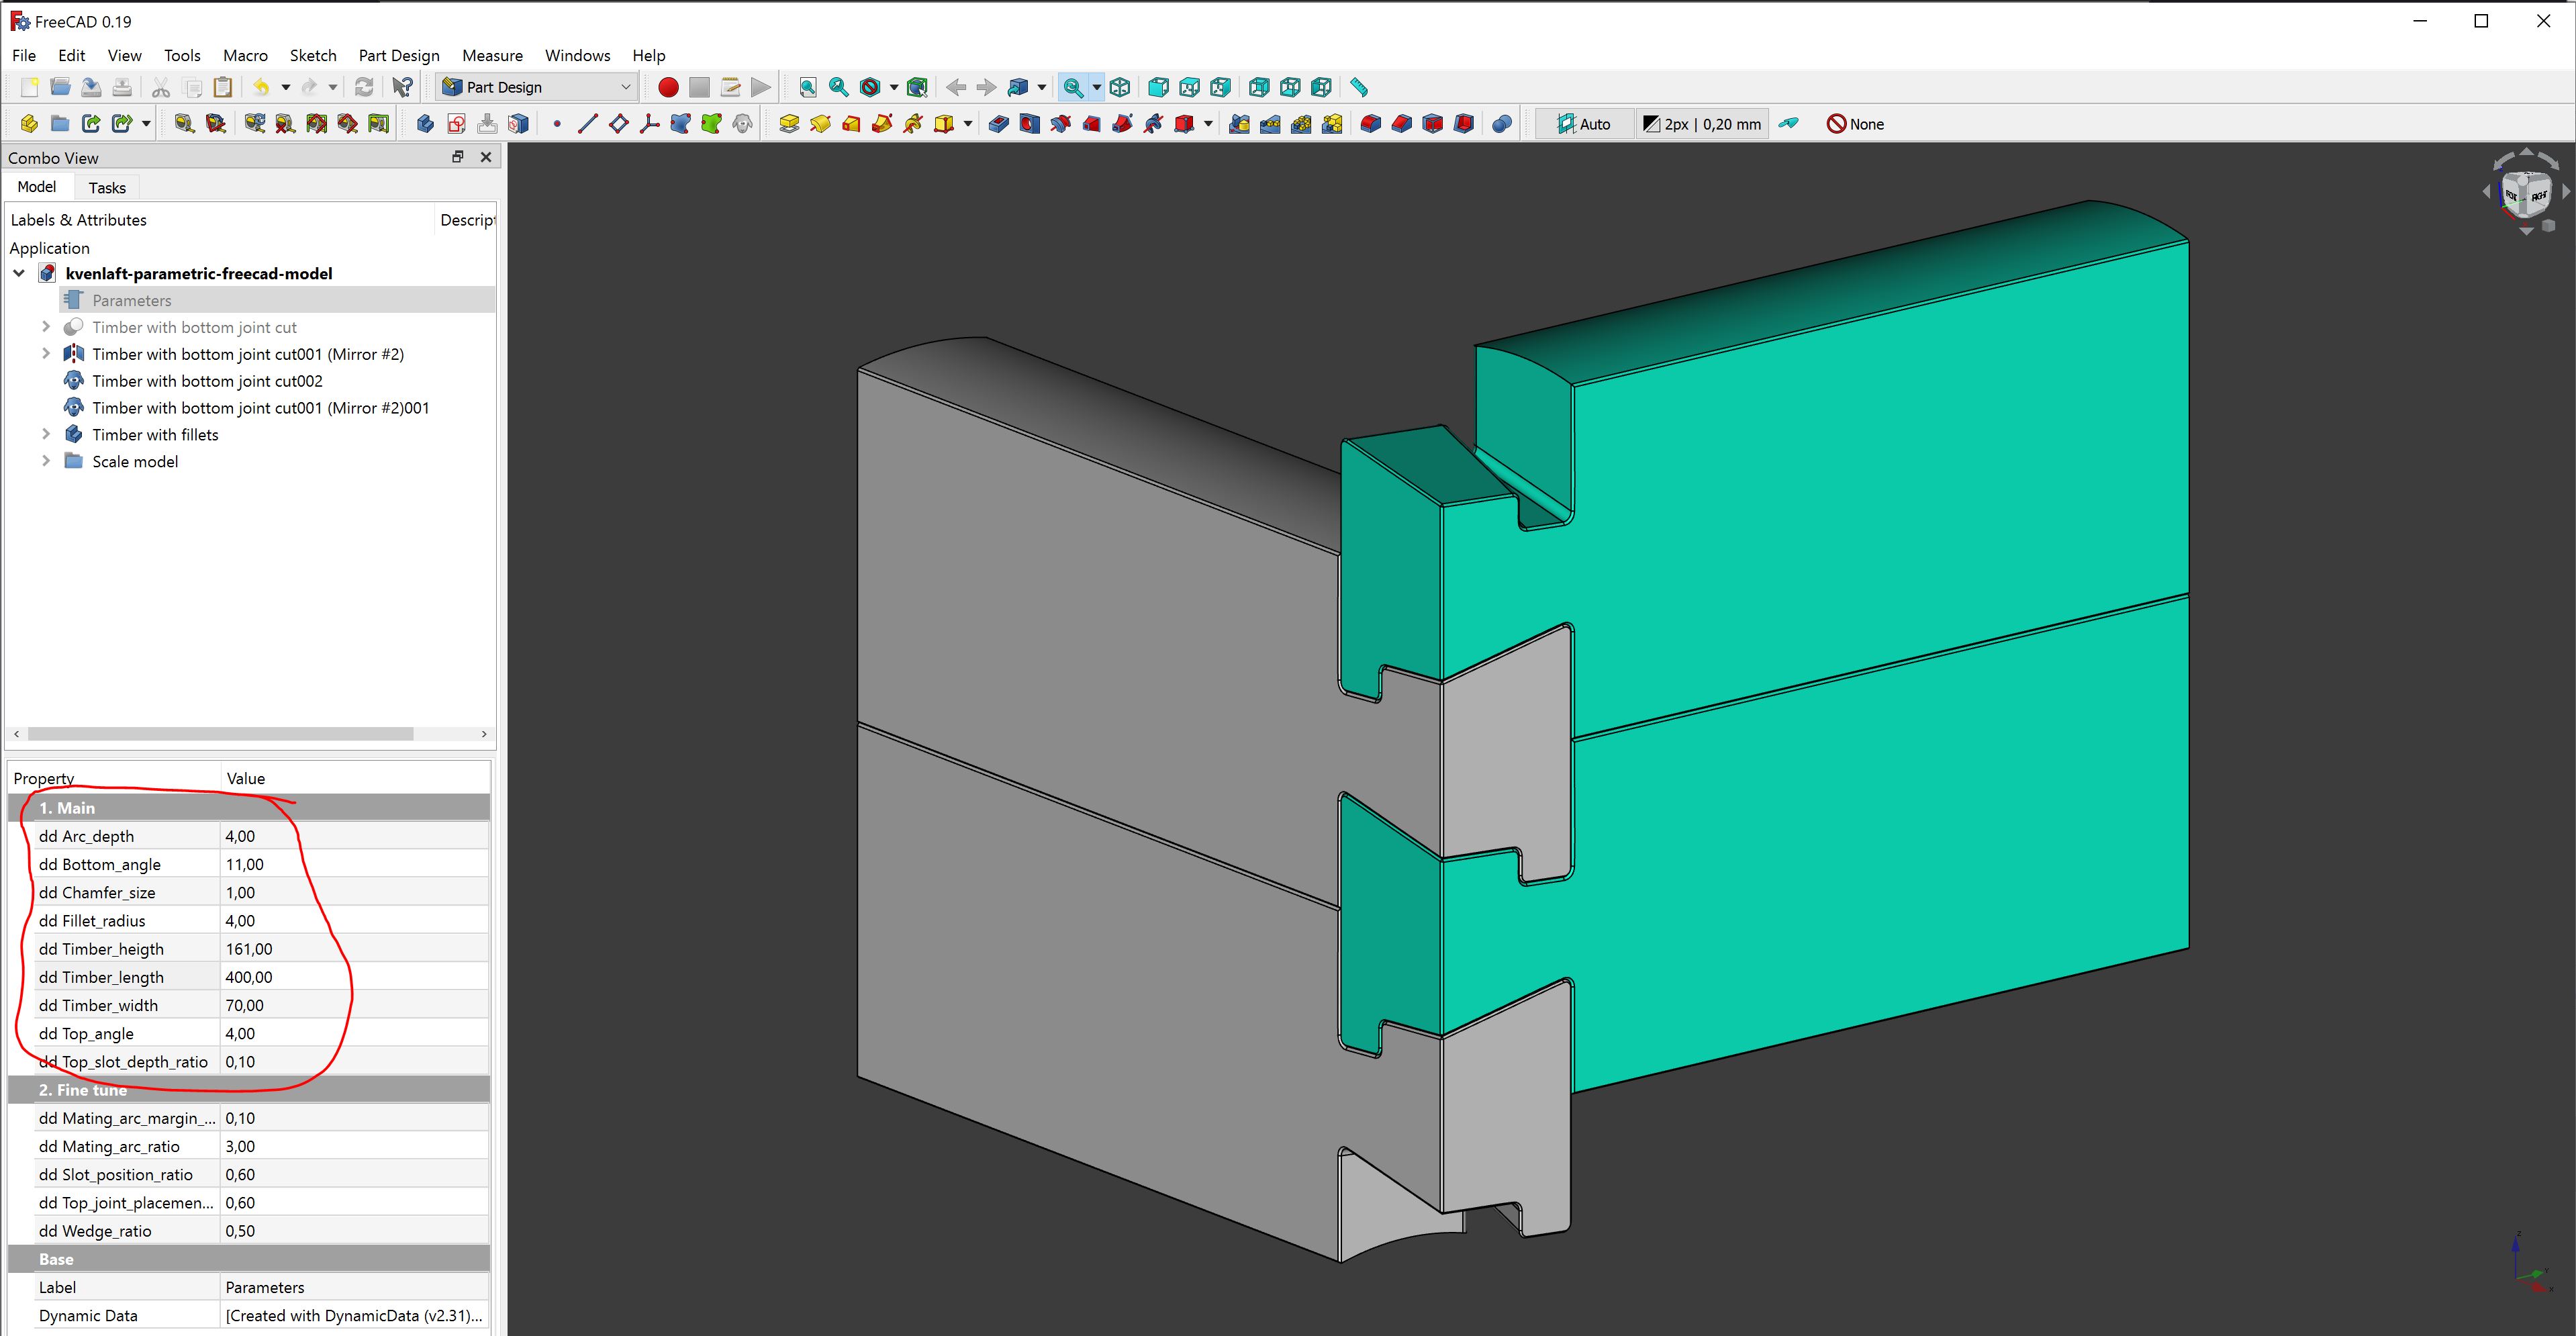 FreeCAD 0.19
File Edit View Tools Macro Sketch Part Design Measure Windows Help
Part Design
Auto 2px | 0,20 mm None
Combo View
Model Tasks
Labels & Attributes Descript
Application
kvenlaft-parametric-freecad-model
Parameters
Timber with bottom joint cut
Timber with bottom joint cut001 (Mirror #2)
Timber with bottom joint cut002
Timber with bottom joint cut001 (Mirror #2)001
Timber with fillets
Scale model
Property Value
1. Main
dd Arc_depth 4,00
dd Bottom_angle 11,00
dd Chamfer_size 1,00
dd Fillet_radius 4,00
dd Timber_heigth 161,00
dd Timber_length 400,00
dd Timber_width 70,00
dd Top_angle 4,00
dd Top_slot_depth_ratio 0,10
2. Fine tune
dd Mating_arc_margin_... 0,10
dd Mating_arc_ratio 3,00
dd Slot_position_ratio 0,60
dd Top_joint_placemen... 0,60
dd Wedge_ratio 0,50
Base
Label Parameters
Dynamic Data [Created with DynamicData (v2.31)...
RIGHT
Z
Y
X